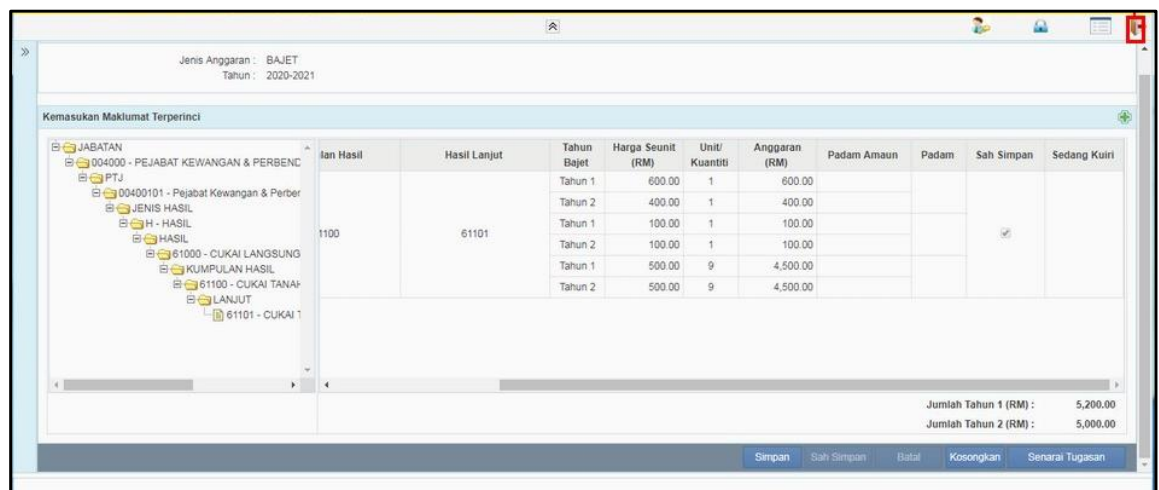 Jenis Anggaran : BAJET
Tahun : 2020-2021
Kemasukan Maklumat Terperinci
JABATAN
004000 - PEJABAT KEWANGAN & PERBEND
PTJ
00400101 - Pejabat Kewangan & Perber
JENIS HASIL
H - HASIL
HASIL
61000 - CUKAI LANGSUNG
KUMPULAN HASIL
61100 - CUKAI TANAH
LANJUT
61101 - CUKAI T
lan Hasil Hasil Lanjut Tahun Bajet Harga Seunit (RM) Unit/ Kuantiti Anggaran (RM) Padam Amaun Padam Sah Simpan Sedang Kuiri
1100 61101
Tahun 1 600.00 1 600.00
Tahun 2 400.00 1 400.00
Tahun 1 100.00 1 100.00
Tahun 2 100.00 1 100.00
Tahun 1 500.00 9 4,500.00
Tahun 2 500.00 9 4,500.00
Jumlah Tahun 1 (RM) : 5,200.00
Jumlah Tahun 2 (RM) : 5,000.00
Simpan Sah Simpan Batal Kosongkan Senarai Tugasan